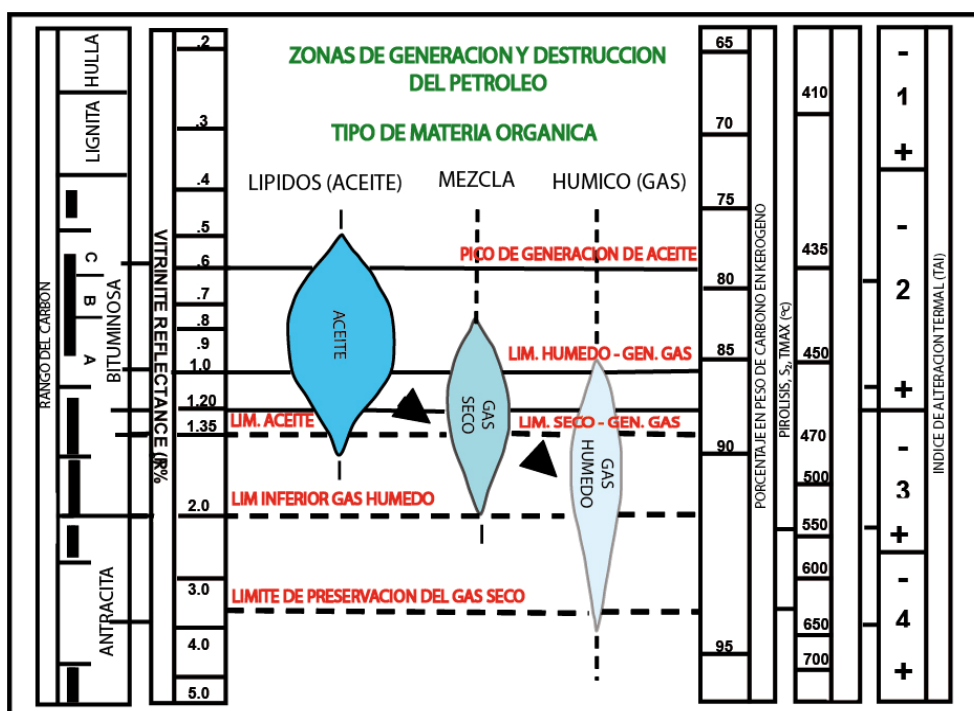 ZONAS DE GENERACION Y DESTRUCCION
DEL PETROLEO
TIPO DE MATERIA ORGANICA
LIPIDOS (ACEITE)
MEZCLA
HUMICO (GAS)
RANGO DEL CARBON
HULLA
LIGNITA
BITUMINOSA
C
B
A
ANTRACITA
VITRINITE REFLECTANCE (R%
.2
.3
.4
.5
.6
.7
.8
.9
1.0
1.20
1.35
2.0
3.0
4.0
5.0
PICO DE GENERACION DE ACEITE
ACEITE
LIM. HUMEDO - GEN. GAS
LIM. ACEITE
GAS
SECO
LIM. SECO - GEN. GAS
GAS
HUMEDO
LIM INFERIOR GAS HUMEDO
LIMITE DE PRESERVACION DEL GAS SECO
65
70
75
80
85
90
95
PORCENTAJE EN PESO DE CARBONO EN KEROGENO
PIROLISIS, S₂, TMAX (ºc)
410
435
450
470
500
550
600
650
700
-
1
+
-
2
+
-
3
+
-
4
+
INDICE DE ALTERACION TERMAL (TAI)